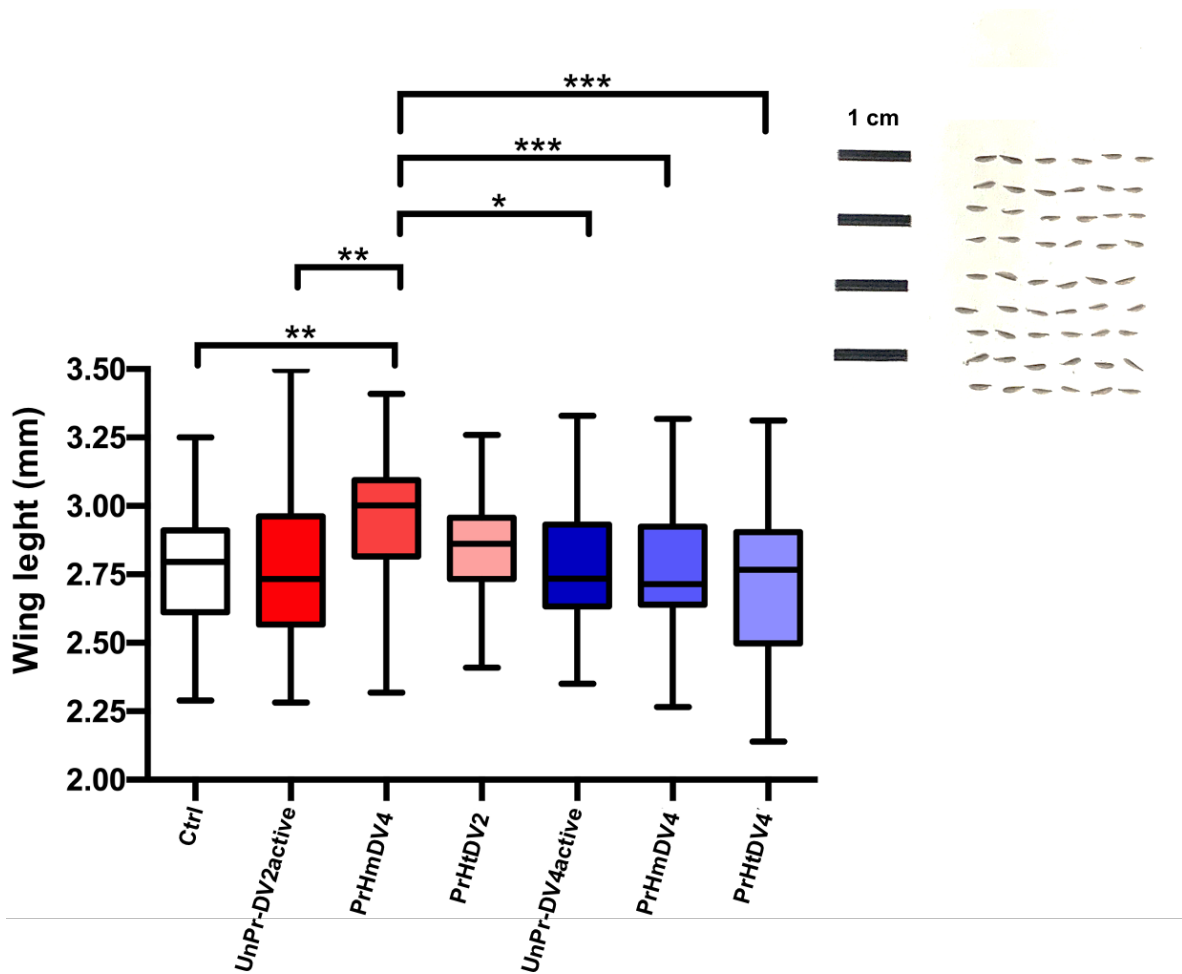 ***
***
*
**
**
1 cm
Wing leght (mm)
3.50
3.25
3.00
2.75
2.50
2.25
2.00
Ctrl
UnPr-DV2active
PrHmDV4
PrHtDV2
UnPr-DV4active
PrHmDV4
PrHtDV4